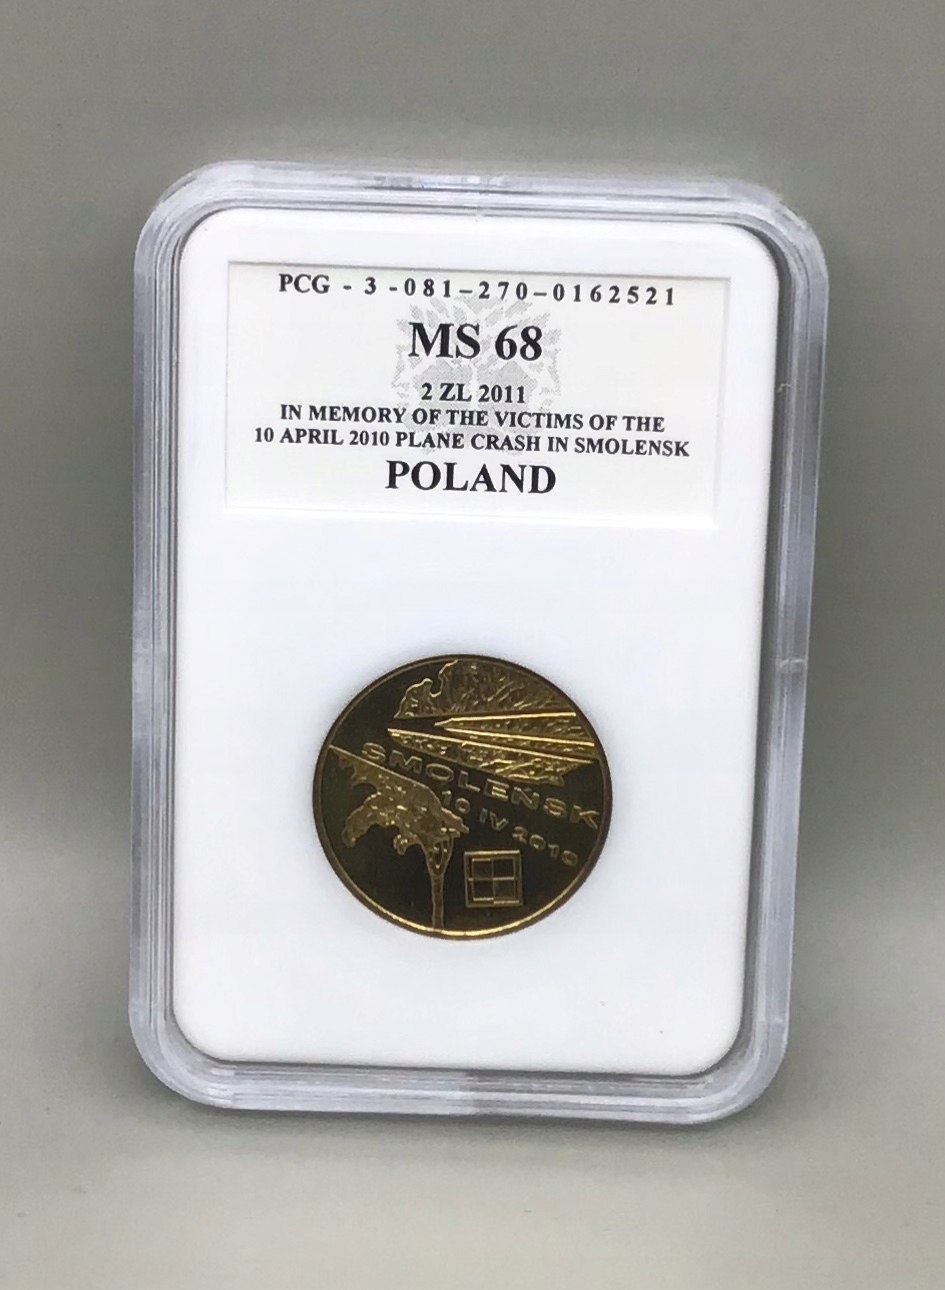 PCG - 3 - 081-270-0162521
MS 68
2 ZL 2011
IN MEMORY OF THE VICTIMS OF THE
10 APRIL 2010 PLANE CRASH IN SMOLENSK
POLAND
SMOLEŃSK
10 IV 2010